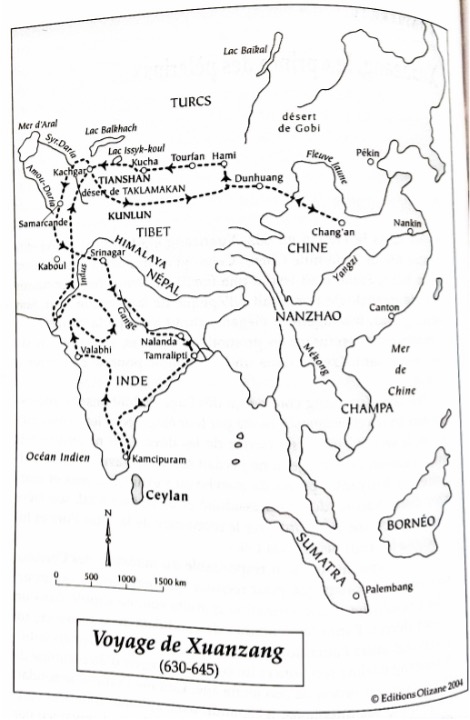 Lac Baïkal
TURCS
désert
de Gobi
Mer d'Aral
Syr-Daria
Lac Balkhach
Lac Issyk-koul
Amou-Daria
Kachgar
TIANSHAN
Kucha
Tourfan
Hami
désert de TAKLAMAKAN
Dunhuang
Fleuve Jaune
Pékin
KUNLUN
Samarcande
TIBET
Chang'an
Nankin
CHINE
Kaboul
Srinagar
HIMALAYA
NÉPAL
Indus
Yangzi
Gange
NANZHAO
Canton
Nalanda
Valabhi
Tamralipti
Mékong
Mer
de
Chine
INDE
CHAMPA
Océan Indien
Kamcipuram
Ceylan
BORNÉO
N
SUMATRA
Palembang
0 500 1000 1500 km
Voyage de Xuanzang
(630-645)
© Editions Olizane 2004